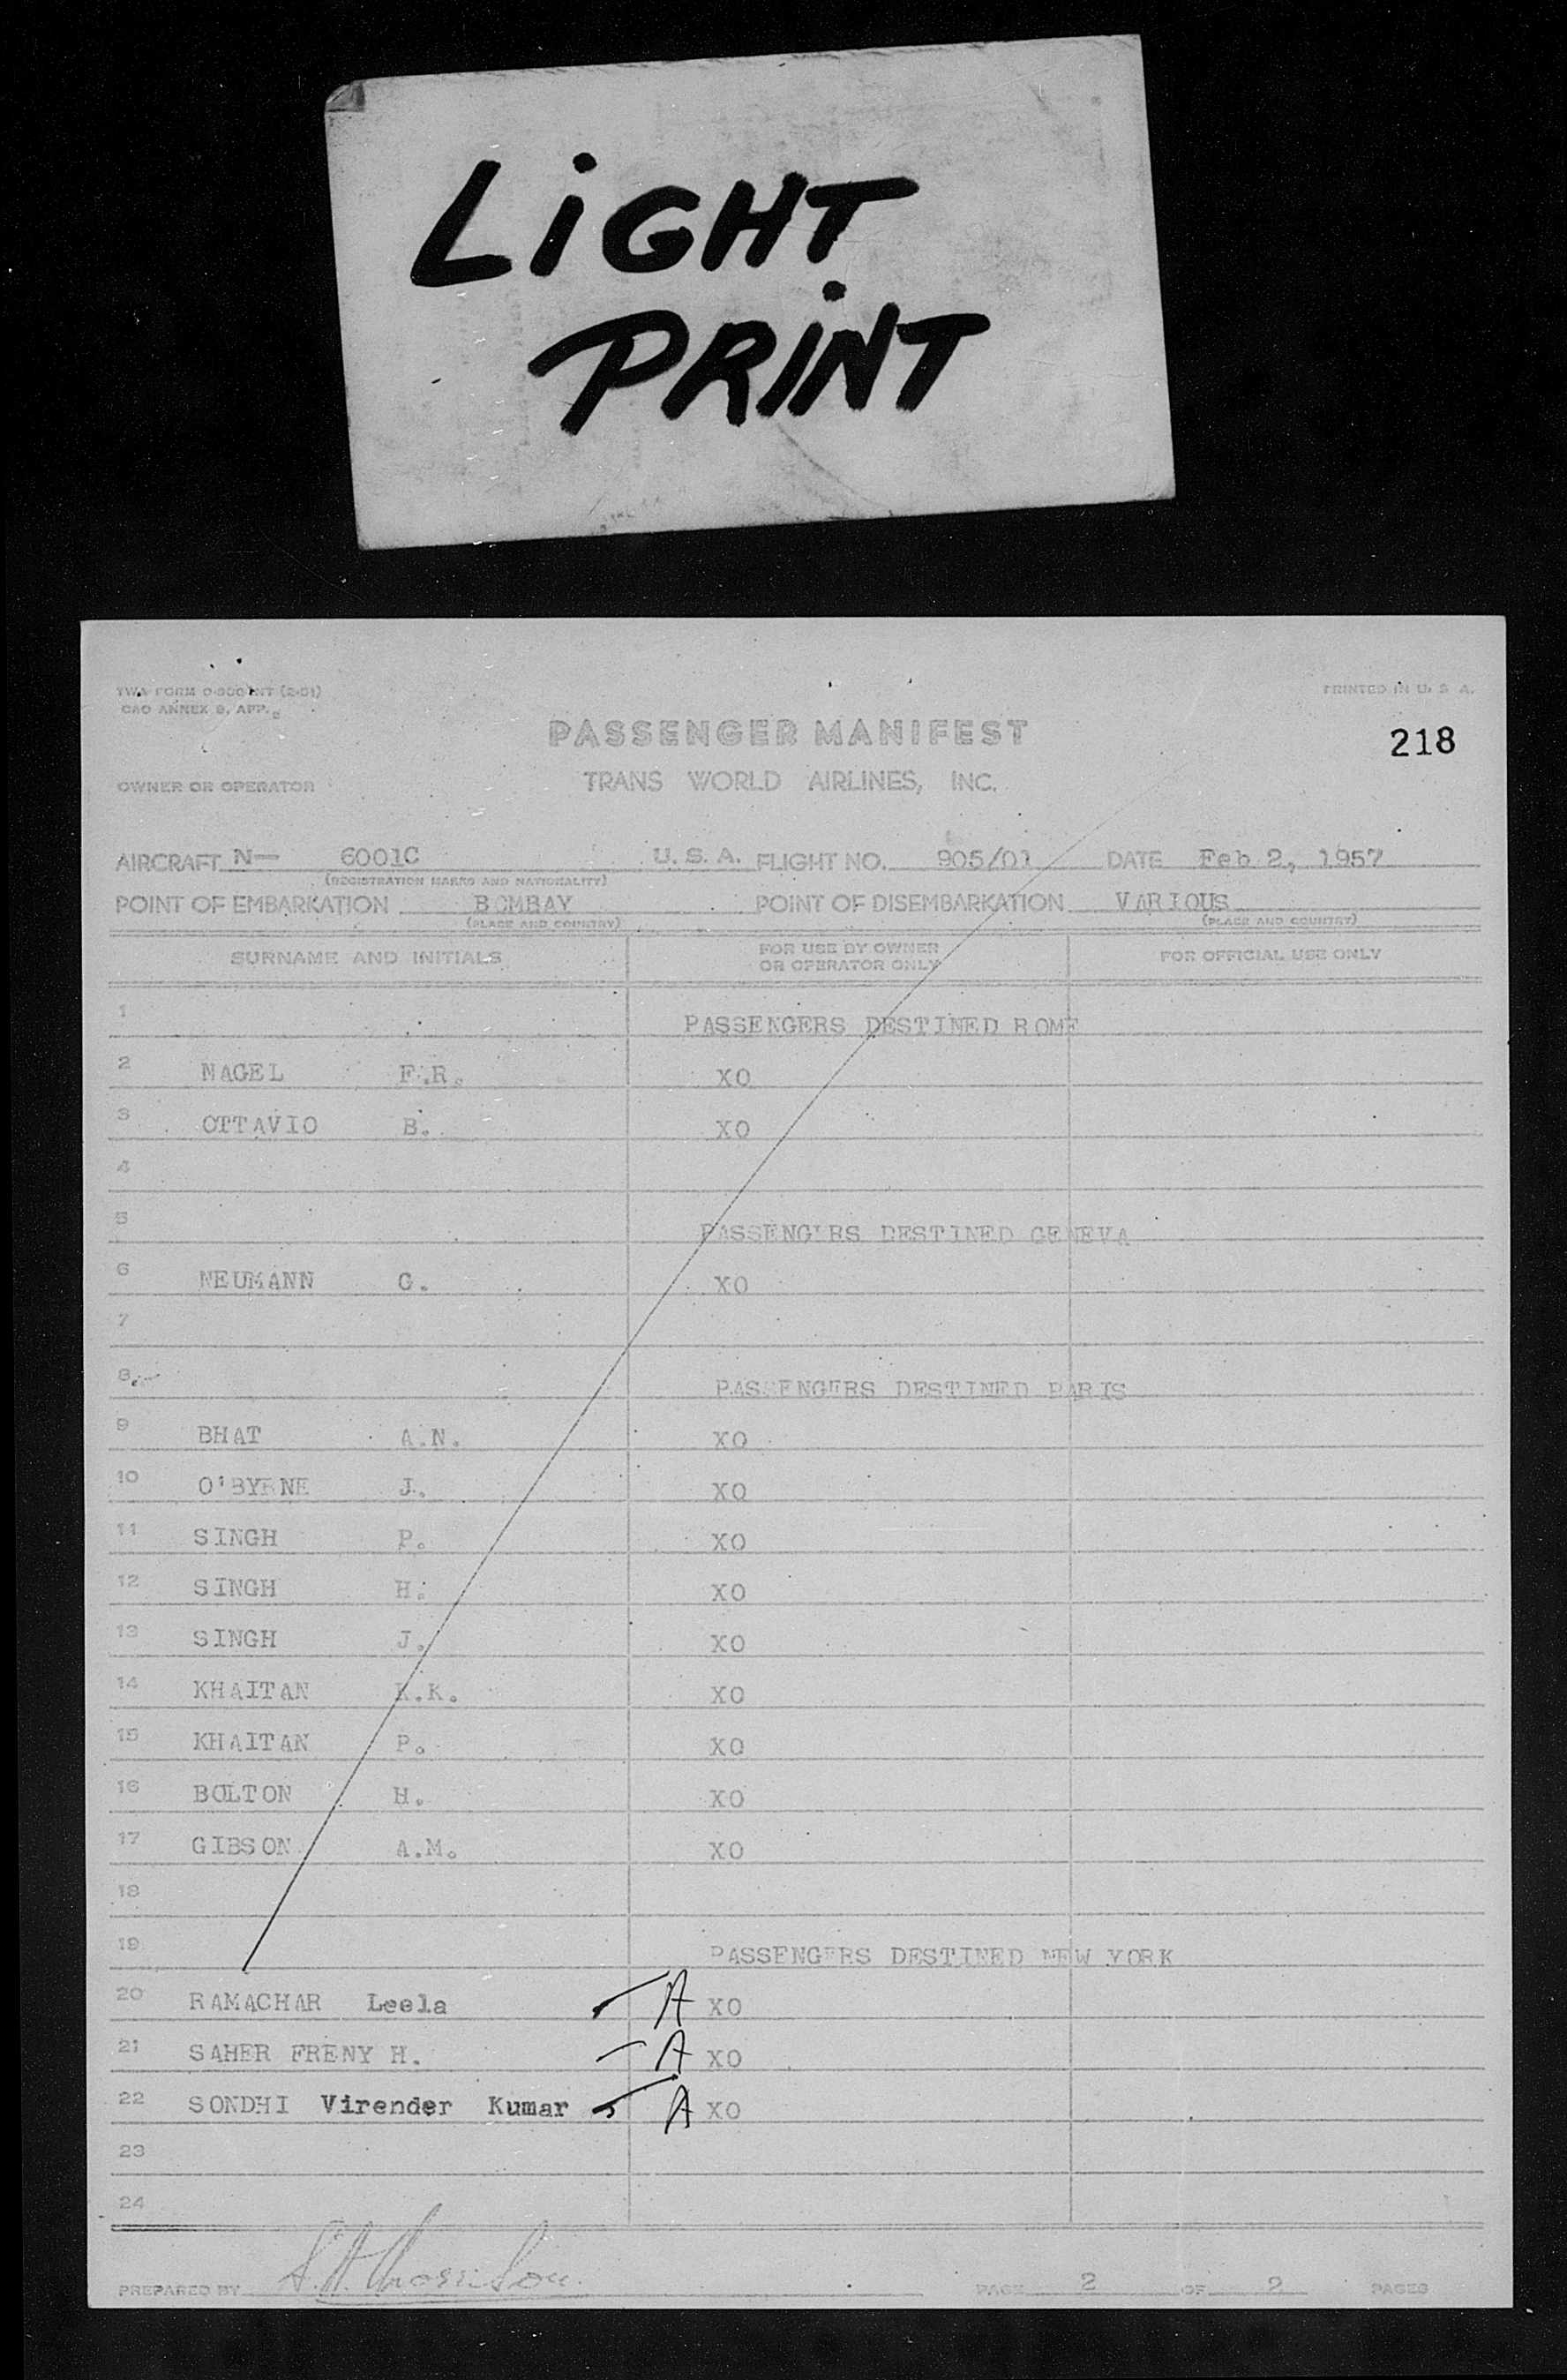 LiGHT
PRiNT
PRINTED IN U. S. A.
PASSENGER MANIFEST
218
OWNER OR OPERATOR
TRANS WORLD AIRLINES, INC.
AIRCRAFT N— 6001C U. S. A. FLIGHT NO. 905/01 DATE Feb 2, 1957
(REGISTRATION MARKS AND NATIONALITY)
POINT OF EMBARKATION BOMBAY POINT OF DISEMBARKATION VARIOUS
(PLACE AND COUNTRY) (PLACE AND COUNTRY)
SURNAME AND INITIALS FOR USE BY OWNER OR OPERATOR ONLY FOR OFFICIAL USE ONLY
1 PASSENGERS DESTINED ROME
2 NAGEL F.R. XO
3 OTTAVIO B. XO
4
5 PASSENGERS DESTINED GENEVA
6 NEUMANN G. XO
7
8 PASSENGERS DESTINED PARIS
9 BHAT A.N. XO
10 O'BYRNE J. XO
11 SINGH P. XO
12 SINGH H. XO
13 SINGH J. XO
14 KHAITAN K.K. XO
15 KHAITAN P. XO
16 BOLTON H. XO
17 GIBSON A.M. XO
18
19 PASSENGERS DESTINED NEW YORK
20 RAMACHAR Leela A XO
21 SAHER FRENY H. A XO
22 SONDHI Virender Kumar A XO
23
24
PREPARED BY PAGE 2 OF 2 PAGES